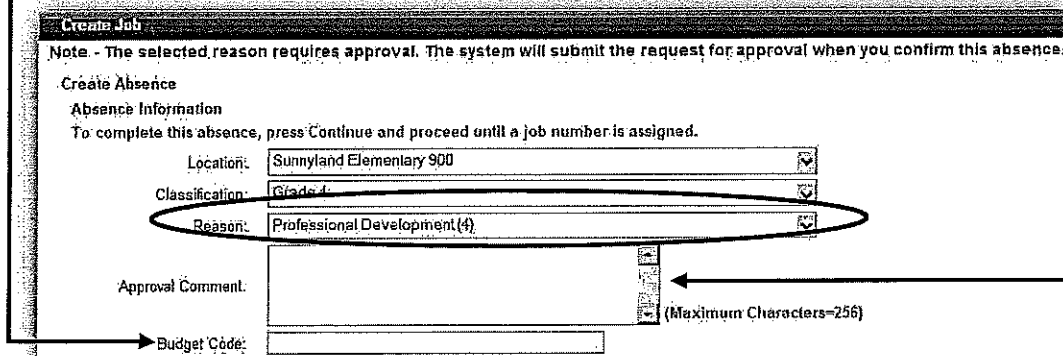 Create Job
Note - The selected reason requires approval. The system will submit the request for approval when you confirm this absence.
Create Absence
Absence Information
To complete this absence, press Continue and proceed until a job number is assigned.
Location: Sunnyland Elementary 900
Classification: Grade 4
Reason: Professional Development(4)
Approval Comment:
(Maximum Characters=256)
Budget Code: